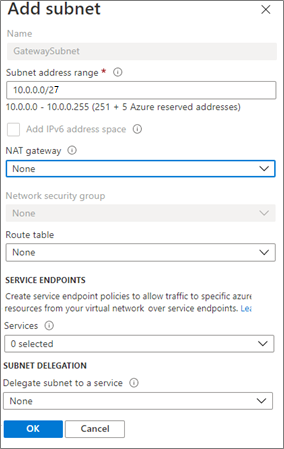 Add subnet
Name
GatewaySubnet
Subnet address range *
10.0.0.0/27
10.0.0.0 - 10.0.0.255 (251 + 5 Azure reserved addresses)
Add IPv6 address space
NAT gateway
None
Network security group
None
Route table
None
SERVICE ENDPOINTS
Create service endpoint policies to allow traffic to specific azure
resources from your virtual network over service endpoints. Lea
Services
0 selected
SUBNET DELEGATION
Delegate subnet to a service
None
OK
Cancel